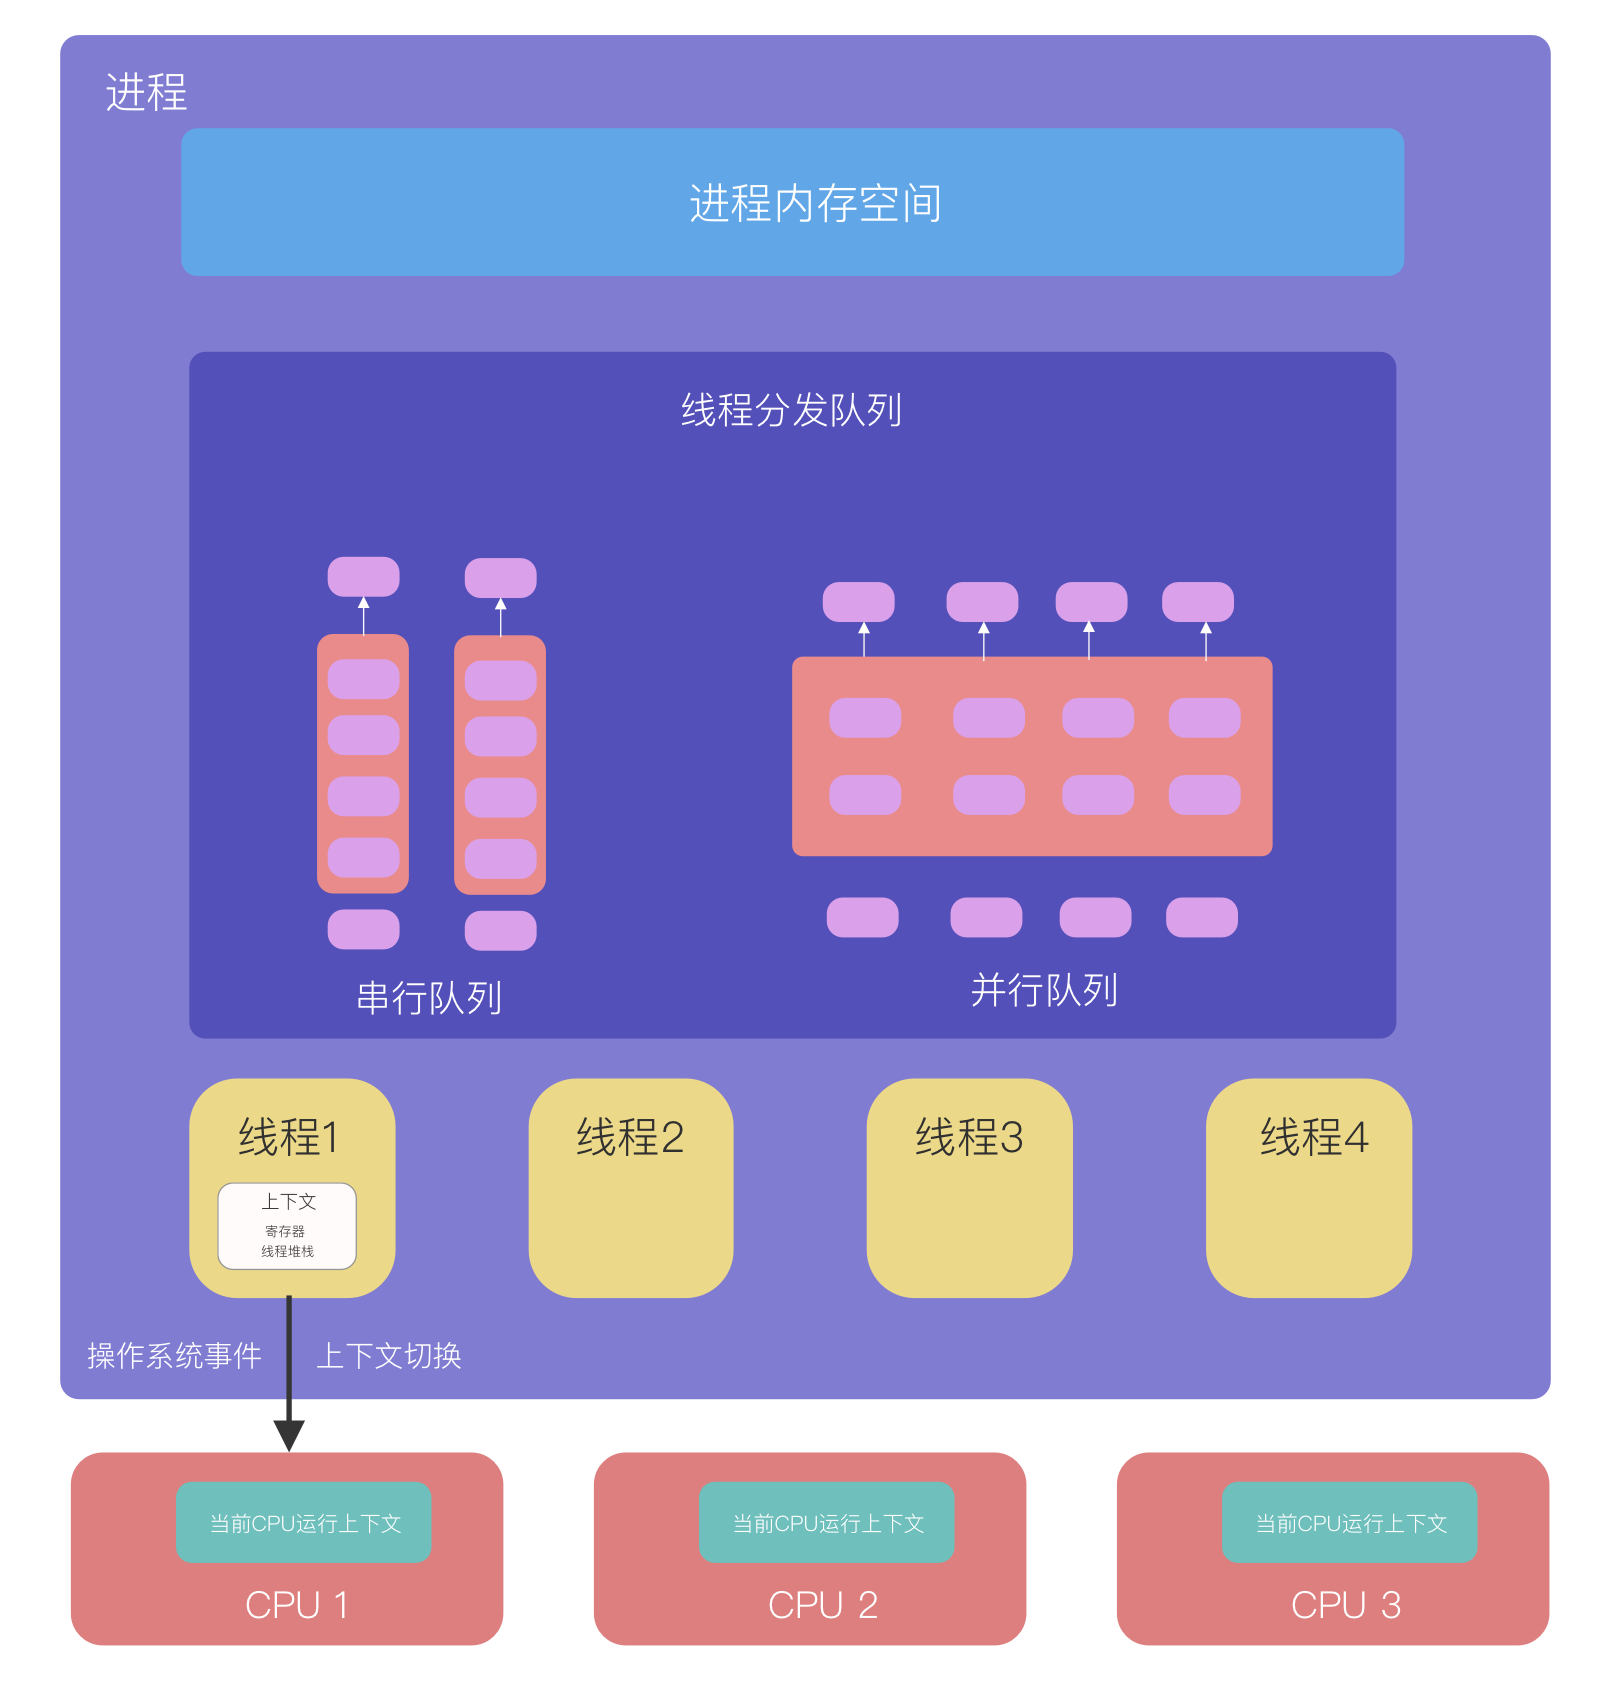 进程
进程内存空间
线程分发队列
串行队列
并行队列
线程1
线程2
线程3
线程4
上下文
寄存器
线程堆栈
操作系统事件
上下文切换
当前CPU运行上下文
当前CPU运行上下文
当前CPU运行上下文
CPU 1
CPU 2
CPU 3